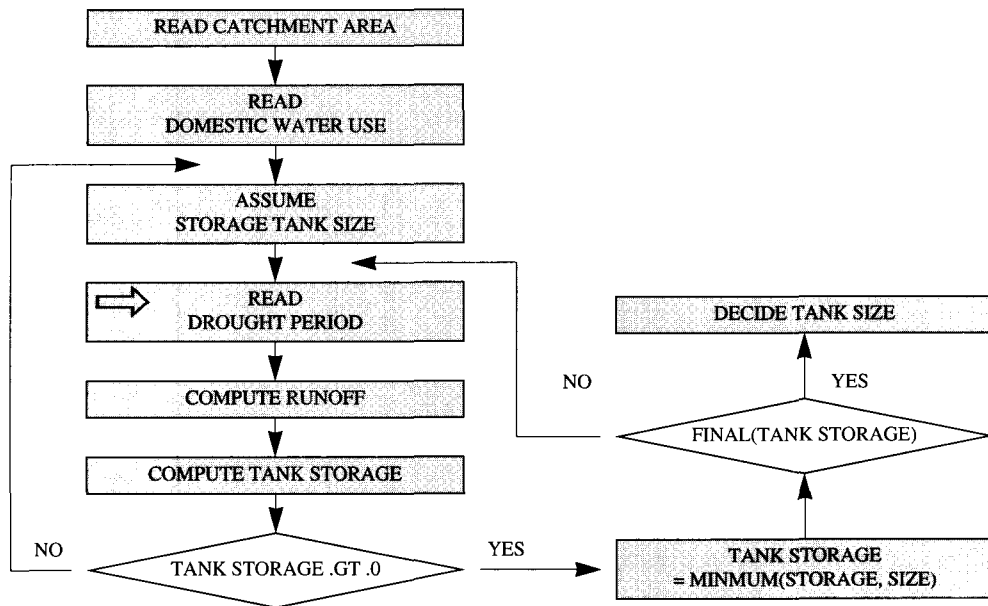 READ CATCHMENT AREA
READ
DOMESTIC WATER USE
ASSUME
STORAGE TANK SIZE
READ
DROUGHT PERIOD
COMPUTE RUNOFF
COMPUTE TANK STORAGE
NO
TANK STORAGE .GT .0
YES
TANK STORAGE
= MINMUM(STORAGE, SIZE)
FINAL(TANK STORAGE)
NO
YES
DECIDE TANK SIZE